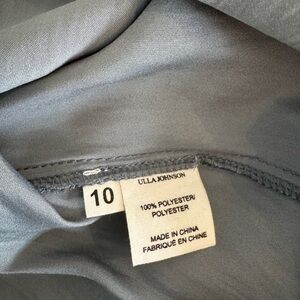 10
ULLA JOHNSON
100% POLYESTER/
POLYESTER
MADE IN CHINA
FABRIQUÉ EN CHINE